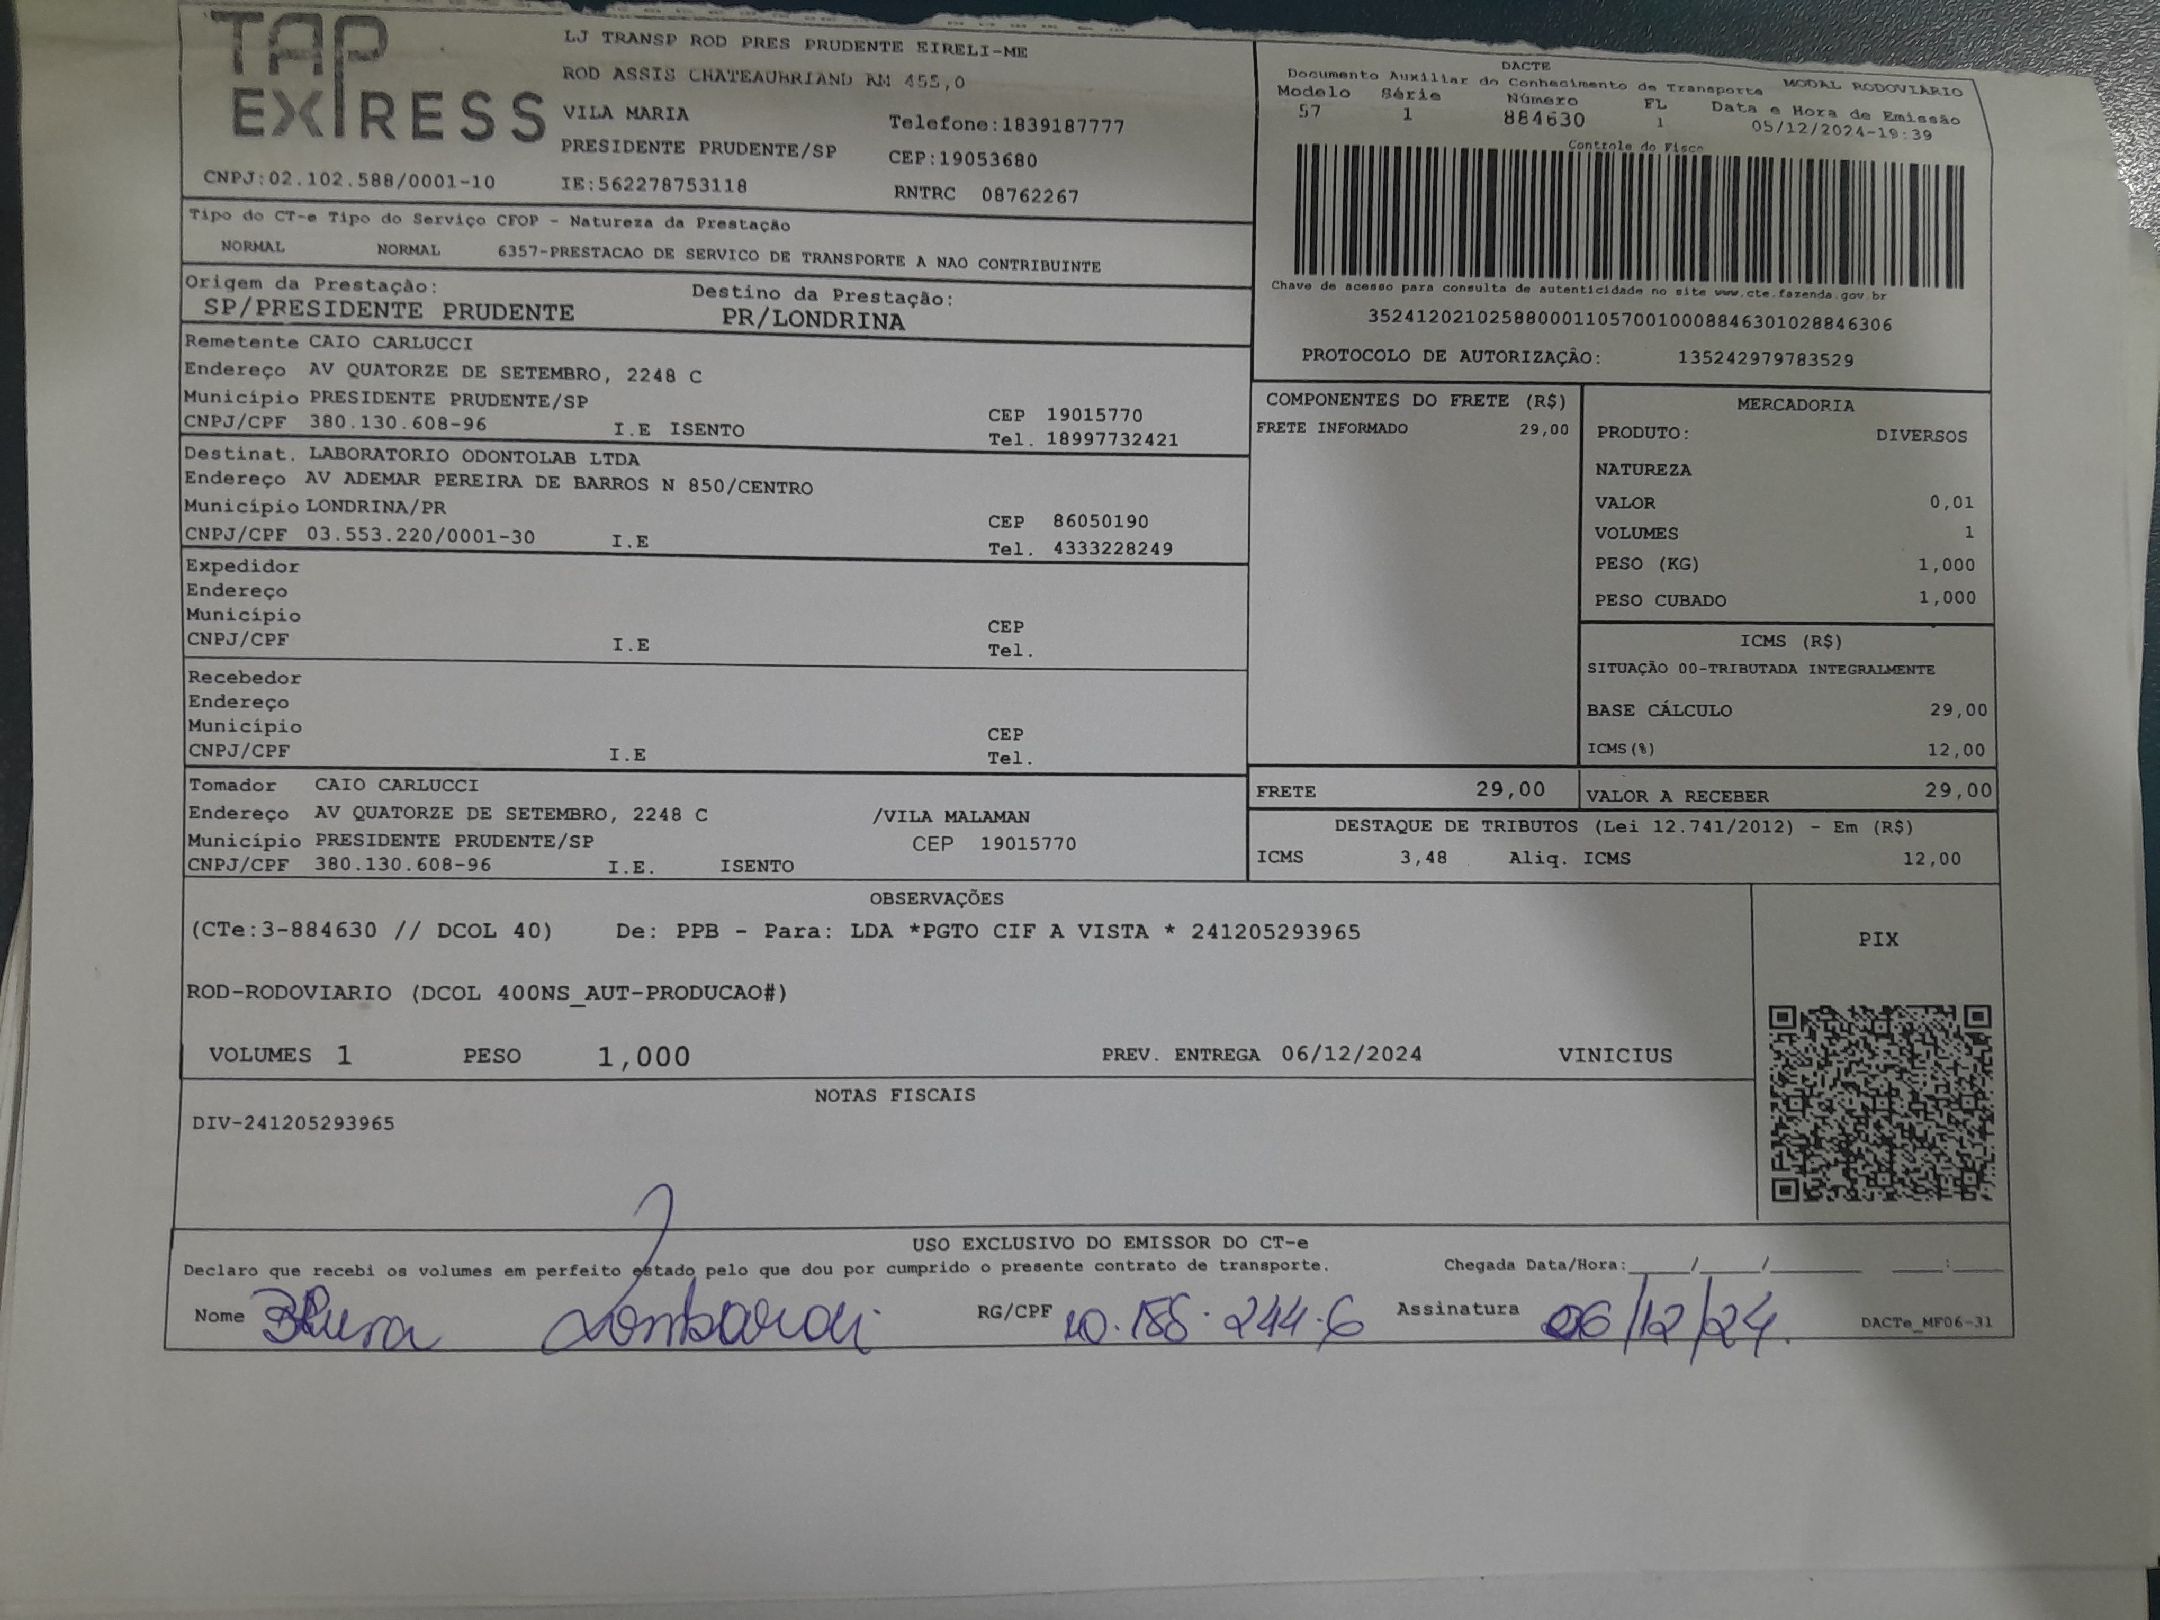 TAP
EXPRESS
LJ TRANSP ROD PRES PRUDENTE EIRELI-ME
ROD ASSIS CHATEAUBRIAND KM 455,0
VILA MARIA
Telefone:1839187777
PRESIDENTE PRUDENTE/SP
CEP:19053680
CNPJ:02.102.588/0001-10
IE:562278753118
RNTRC 08762267
DACTE
Documento Auxiliar do Conhecimento de Transporte MODAL RODOVIARIO
Modelo Série Número FL Data e Hora de Emissão
57 1 884630 1 05/12/2024-19:39
Controle do Fisco
Chave de acesso para consulta de autenticidade no site www.cte.fazenda.gov.br
35241202102588000110570010008846301028846306
PROTOCOLO DE AUTORIZAÇÃO: 135242979783529
Tipo do CT-e Tipo do Serviço CFOP - Natureza da Prestação
NORMAL NORMAL 6357-PRESTACAO DE SERVICO DE TRANSPORTE A NAO CONTRIBUINTE
Origem da Prestação: Destino da Prestação:
SP/PRESIDENTE PRUDENTE PR/LONDRINA
Remetente CAIO CARLUCCI
Endereço AV QUATORZE DE SETEMBRO, 2248 C
Município PRESIDENTE PRUDENTE/SP CEP 19015770
CNPJ/CPF 380.130.608-96 I.E ISENTO Tel. 18997732421
Destinat. LABORATORIO ODONTOLAB LTDA
Endereço AV ADEMAR PEREIRA DE BARROS N 850/CENTRO
Município LONDRINA/PR CEP 86050190
CNPJ/CPF 03.553.220/0001-30 I.E Tel. 4333228249
Expedidor
Endereço
Município CEP
CNPJ/CPF I.E Tel.
Recebedor
Endereço
Município CEP
CNPJ/CPF I.E Tel.
Tomador CAIO CARLUCCI
Endereço AV QUATORZE DE SETEMBRO, 2248 C /VILA MALAMAN
Município PRESIDENTE PRUDENTE/SP CEP 19015770
CNPJ/CPF 380.130.608-96 I.E. ISENTO
COMPONENTES DO FRETE (R$)
FRETE INFORMADO 29,00
MERCADORIA
PRODUTO: DIVERSOS
NATUREZA
VALOR 0,01
VOLUMES 1
PESO (KG) 1,000
PESO CUBADO 1,000
ICMS (R$)
SITUAÇÃO 00-TRIBUTADA INTEGRALMENTE
BASE CÁLCULO 29,00
ICMS(%) 12,00
FRETE 29,00 VALOR A RECEBER 29,00
DESTAQUE DE TRIBUTOS (Lei 12.741/2012) - Em (R$)
ICMS 3,48 Aliq. ICMS 12,00
OBSERVAÇÕES
(CTe:3-884630 // DCOL 40) De: PPB - Para: LDA *PGTO CIF A VISTA * 241205293965
ROD-RODOVIARIO (DCOL 400NS_AUT-PRODUCAO#)
VOLUMES 1 PESO 1,000 PREV. ENTREGA 06/12/2024 VINICIUS
PIX
NOTAS FISCAIS
DIV-241205293965
USO EXCLUSIVO DO EMISSOR DO CT-e
Declaro que recebi os volumes em perfeito estado pelo que dou por cumprido o presente contrato de transporte. Chegada Data/Hora:____/____/______ ___:___
Nome Lombardi RG/CPF 10.188.244-6 Assinatura 06/12/24. DACTe_MF06-31